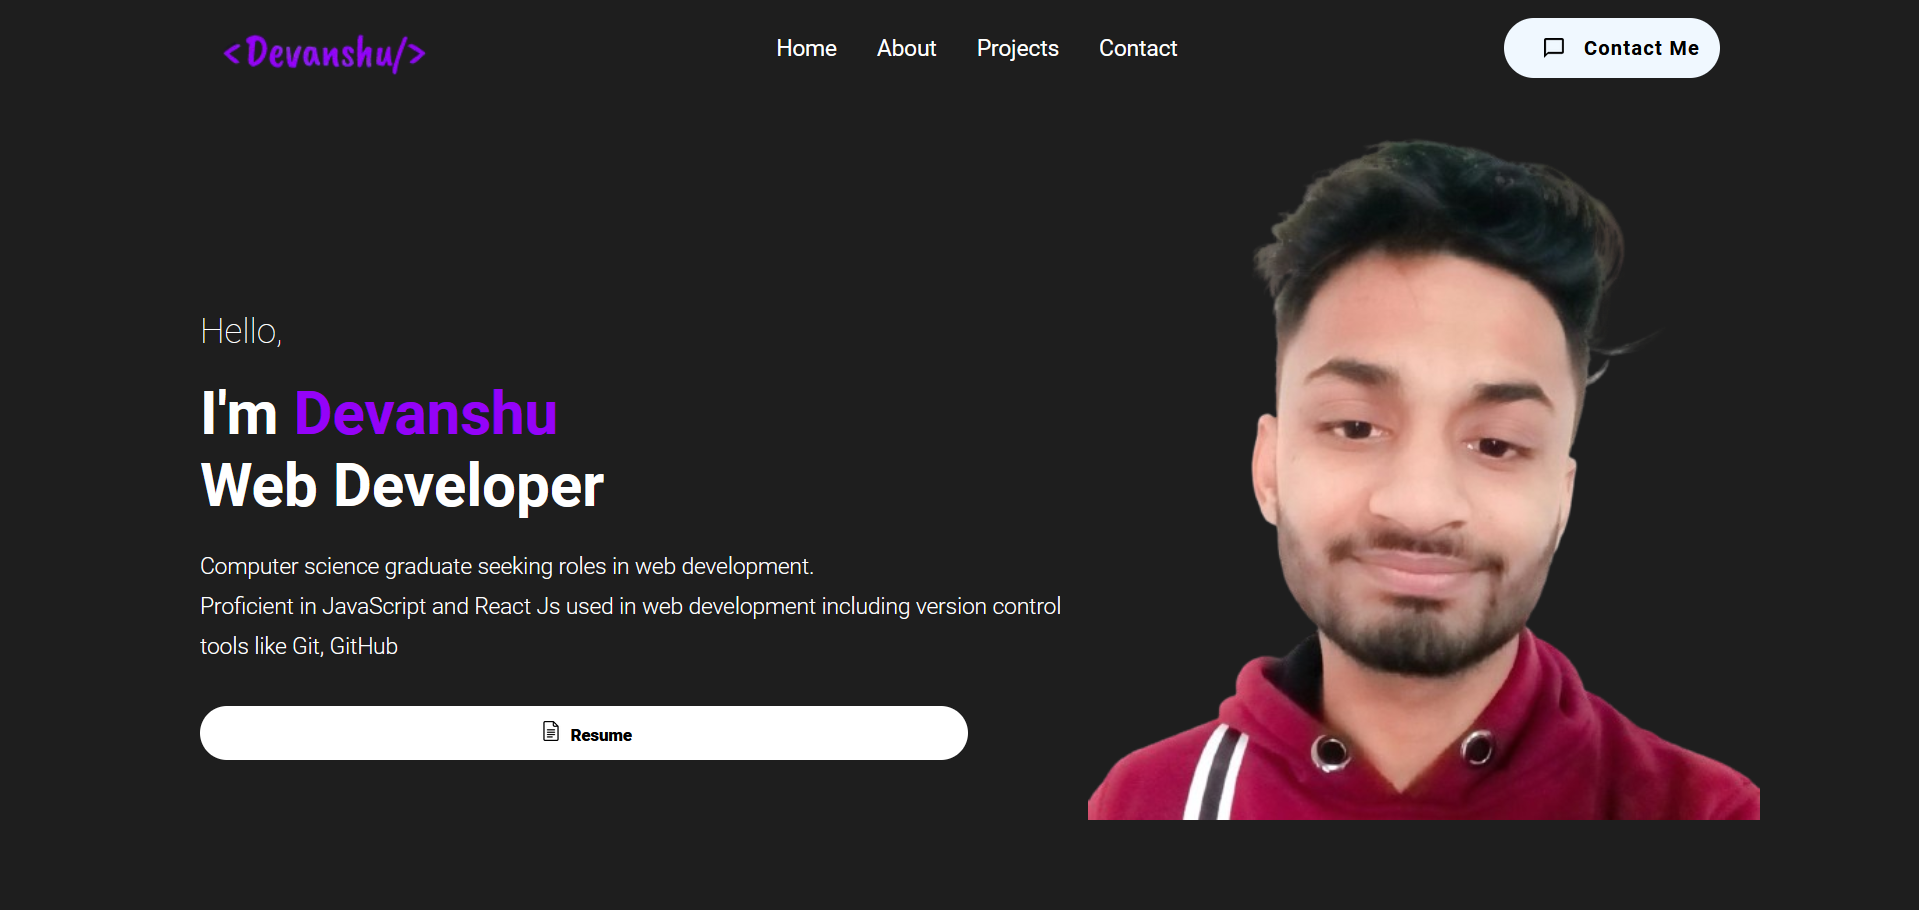 <Devanshu/>
Home
About
Projects
Contact
Contact Me
Hello,
I'm Devanshu
Web Developer
Computer science graduate seeking roles in web development.
Proficient in JavaScript and React Js used in web development including version control
tools like Git, GitHub
Resume